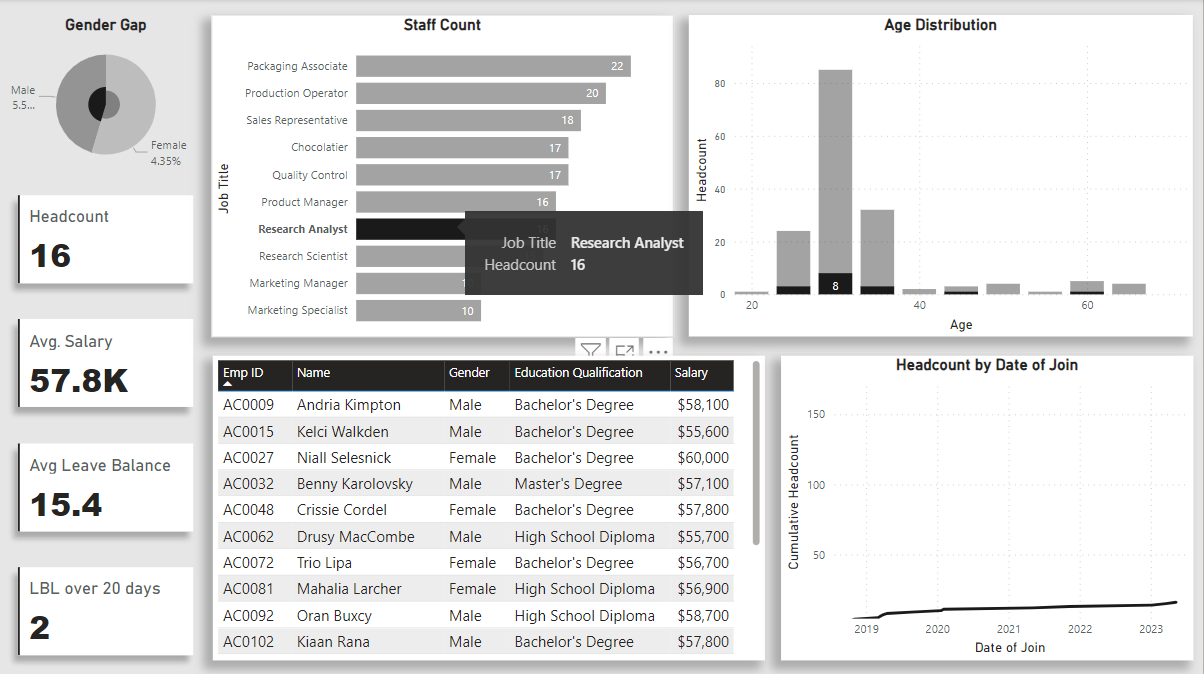 Gender Gap
Male
5.5...
Female
4.35%
Headcount
16
Avg. Salary
57.8K
Avg Leave Balance
15.4
LBL over 20 days
2
Staff Count
Job Title
Packaging Associate 22
Production Operator 20
Sales Representative 18
Chocolatier 17
Quality Control 17
Product Manager 16
Research Analyst
Research Scientist
Marketing Manager
Marketing Specialist 10
Job Title Research Analyst
Headcount 16
Age Distribution
Headcount
80
60
40
20
0
8
20 40 60
Age
Emp ID Name Gender Education Qualification Salary
AC0009 Andria Kimpton Male Bachelor's Degree $58,100
AC0015 Kelci Walkden Male Bachelor's Degree $55,600
AC0027 Niall Selesnick Female Bachelor's Degree $60,000
AC0032 Benny Karolovsky Male Master's Degree $57,100
AC0048 Crissie Cordel Female Bachelor's Degree $57,800
AC0062 Drusy MacCombe Male High School Diploma $55,700
AC0072 Trio Lipa Female Bachelor's Degree $56,700
AC0081 Mahalia Larcher Female High School Diploma $56,900
AC0092 Oran Buxcy Male High School Diploma $58,700
AC0102 Kiaan Rana Male Bachelor's Degree $57,800
Headcount by Date of Join
Cumulative Headcount
150
100
50
2019 2020 2021 2022 2023
Date of Join